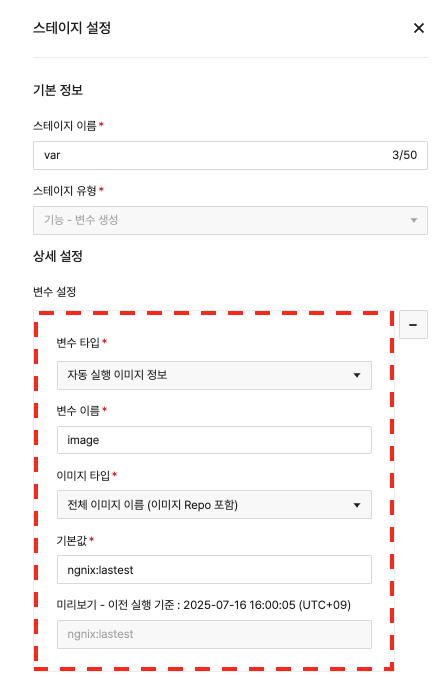 스테이지 설정
기본 정보
스테이지 이름*
var 3/50
스테이지 유형*
기능 - 변수 생성
상세 설정
변수 설정
변수 타입*
자동 실행 이미지 정보
변수 이름*
image
이미지 타입*
전체 이미지 이름 (이미지 Repo 포함)
기본값*
ngnix:lastest
미리보기 - 이전 실행 기준 : 2025-07-16 16:00:05 (UTC+09)
ngnix:lastest